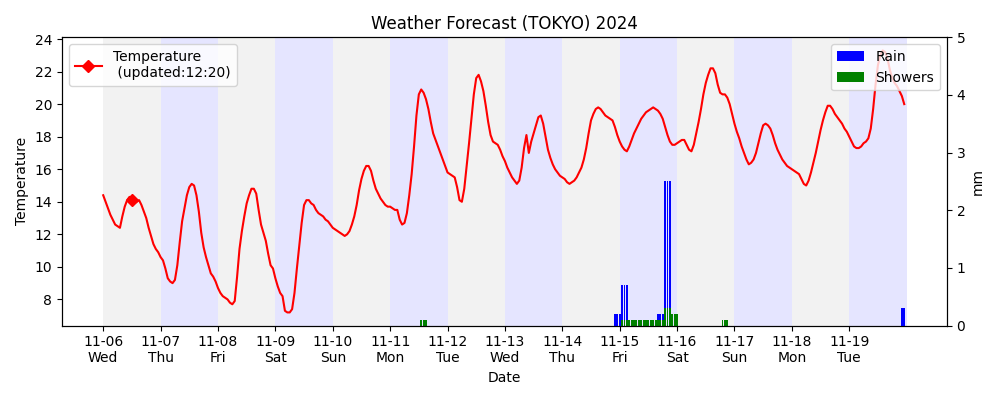 Weather Forecast (TOKYO) 2024
Temperature
(updated:12:20)
Rain
Showers
24
22
20
18
16
14
12
10
8
Temperature
5
4
3
2
1
0
mm
11-06 11-07 11-08 11-09 11-10 11-11 11-12 11-13 11-14 11-15 11-16 11-17 11-18 11-19
Wed Thu Fri Sat Sun Mon Tue Wed Thu Fri Sat Sun Mon Tue
Date